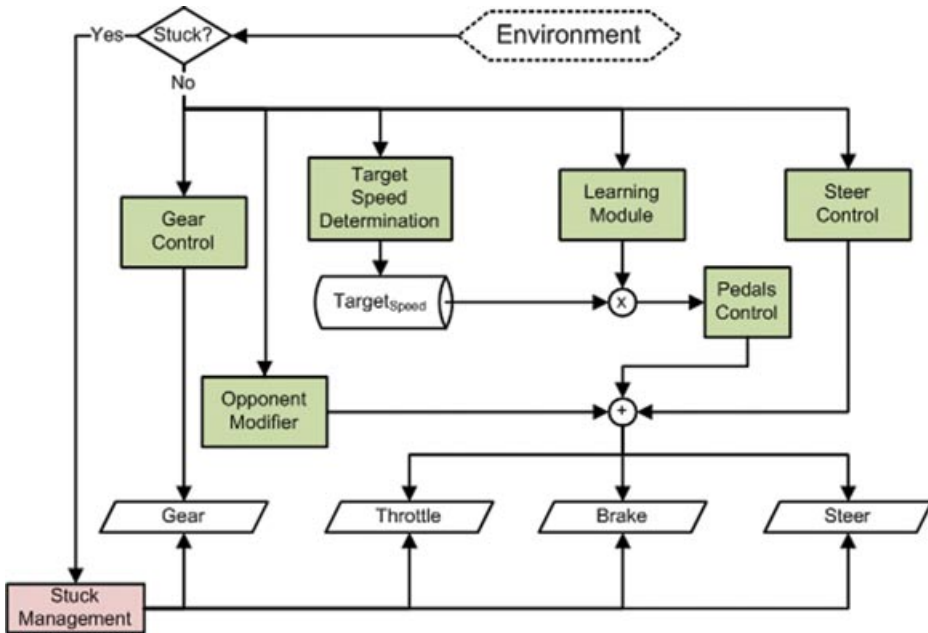 Yes
Stuck?
Environment
No
Target
Speed
Determination
Learning
Module
Steer
Control
Gear
Control
TargetSpeed
x
Pedals
Control
Opponent
Modifier
+
Gear
Throttle
Brake
Steer
Stuck
Management